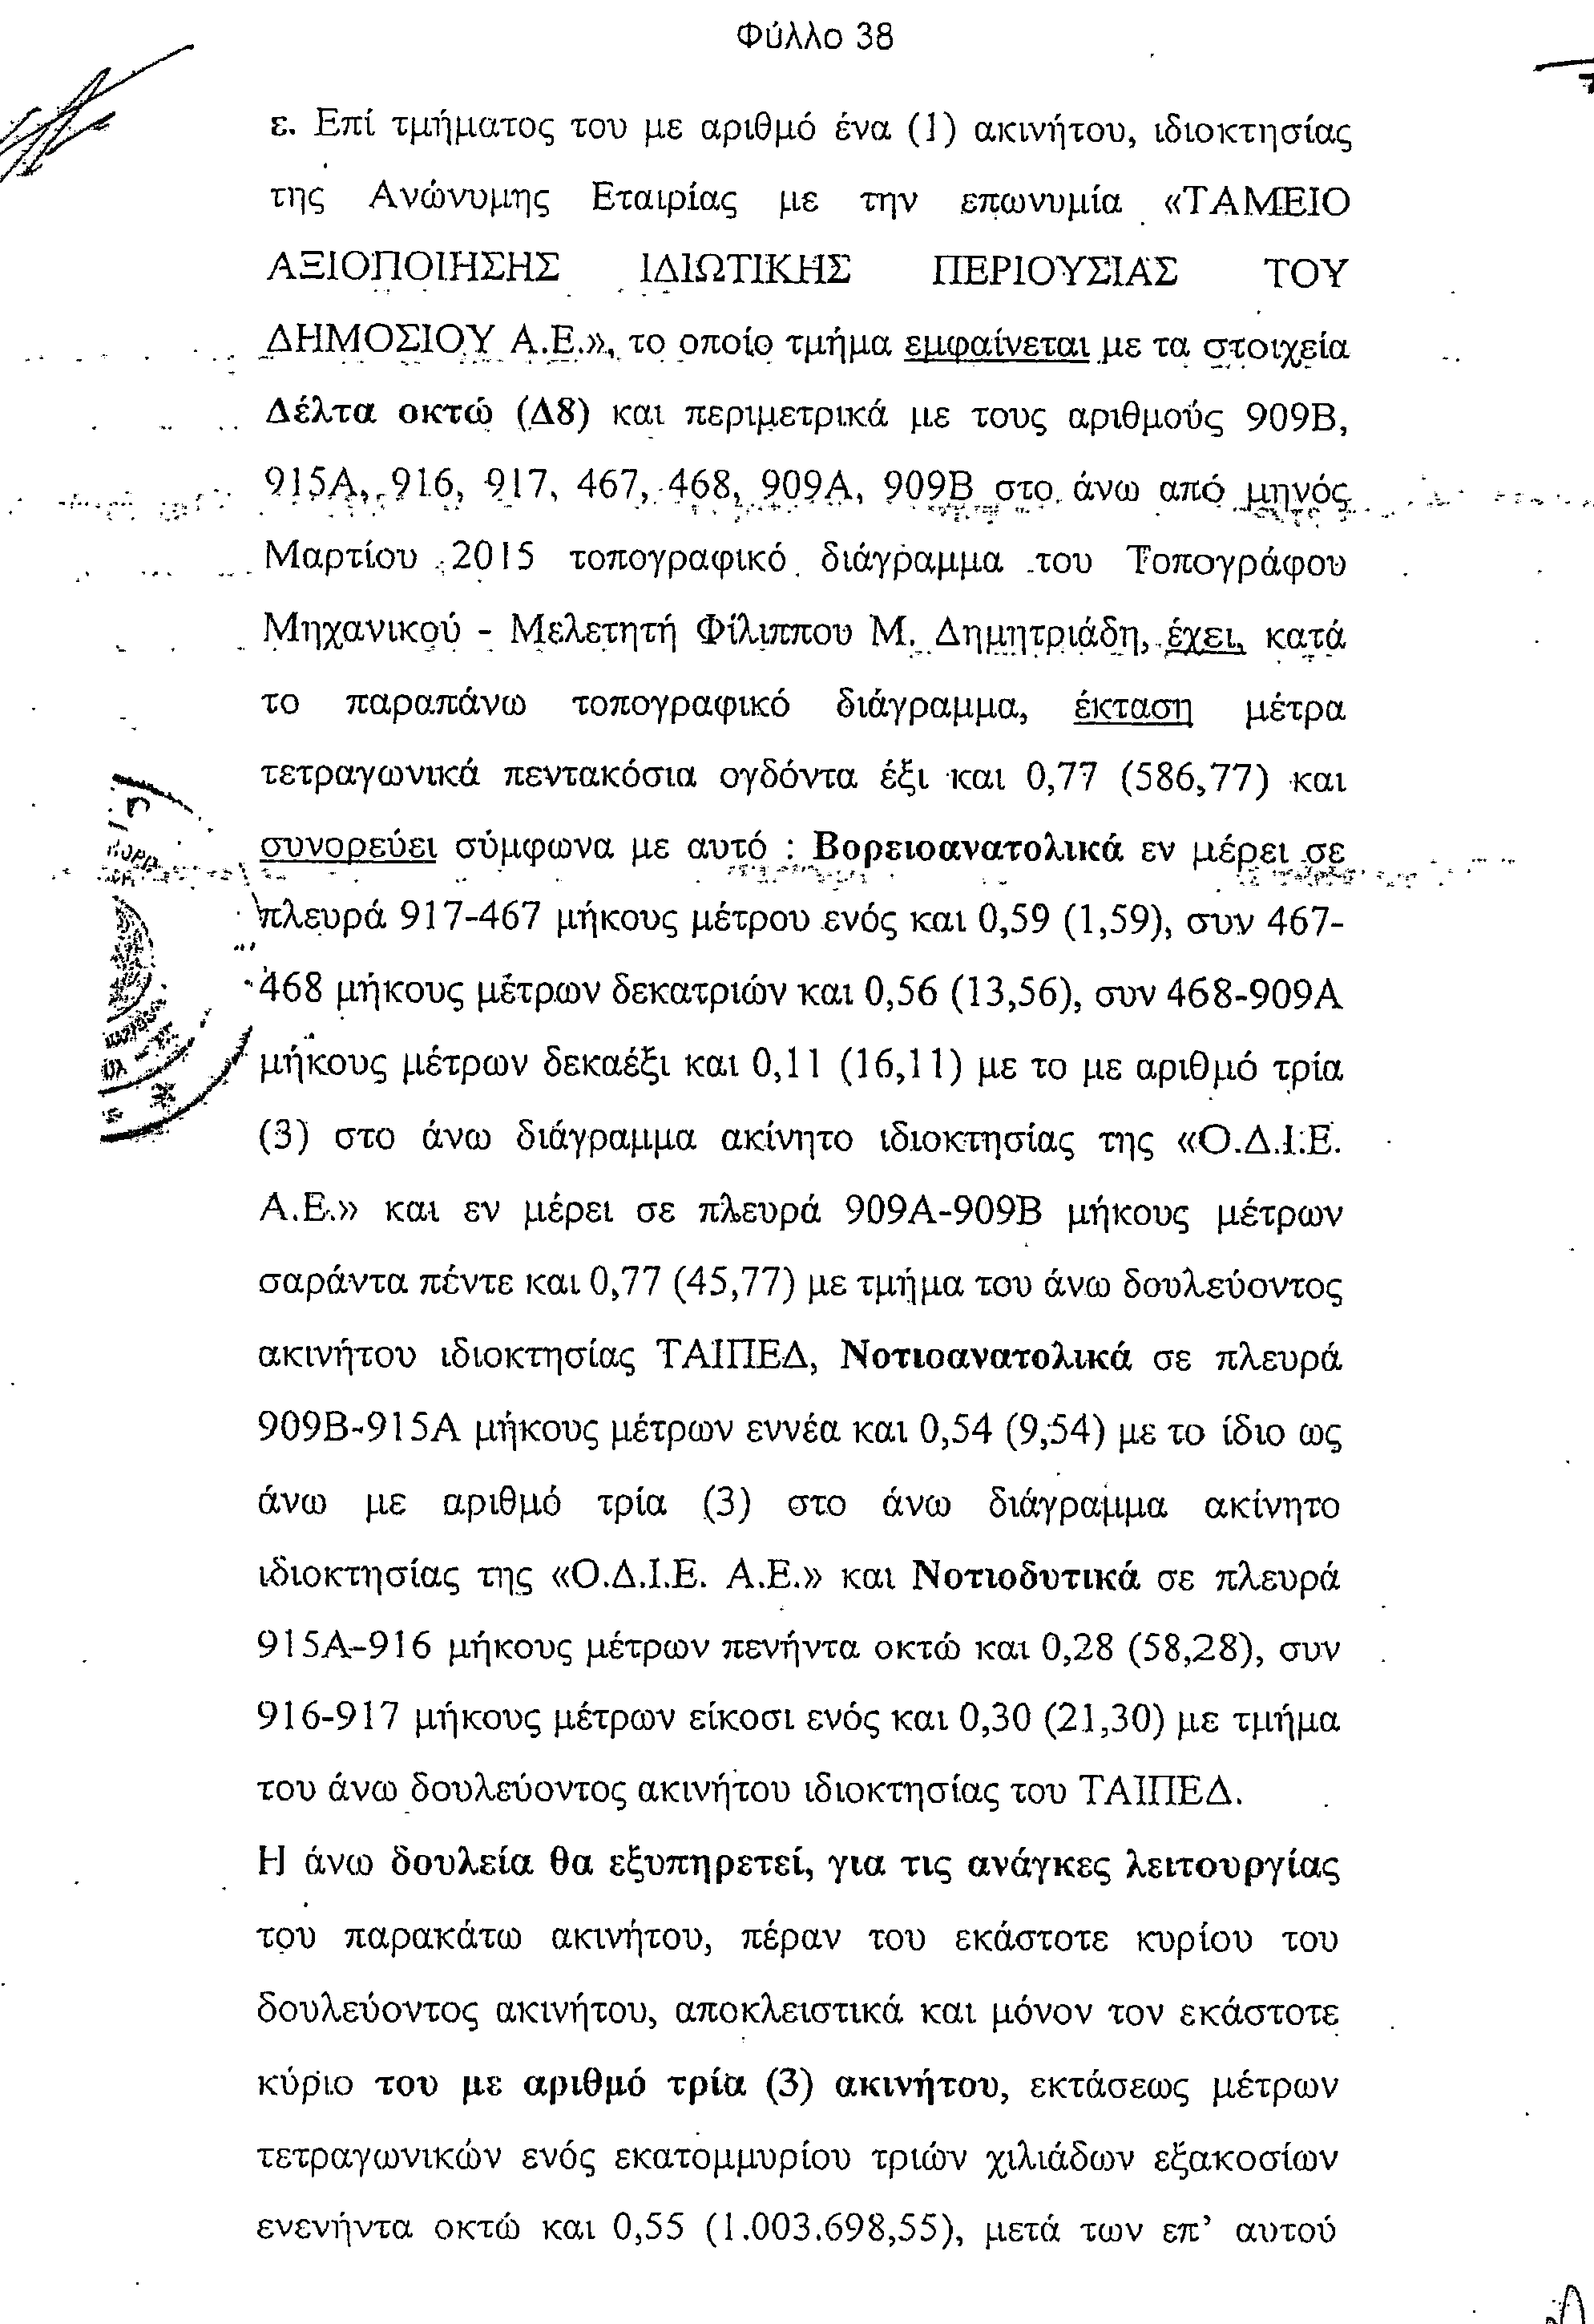 Φύλλο 38
ε. Επί τμήματος του με αριθμό ένα (1) ακινήτου, ιδιοκτησίας
της Ανώνυμης Εταιρίας με την επωνυμία «ΤΑΜΕΙΟ
ΑΞΙΟΠΟΙΗΣΗΣ ΙΔΙΩΤΙΚΗΣ ΠΕΡΙΟΥΣΙΑΣ ΤΟΥ
ΔΗΜΟΣΙΟΥ Α.Ε.», το οποίο τμήμα εμφαίνεται με τα στοιχεία
Δέλτα οκτώ (Δ8) και περιμετρικά με τους αριθμούς 909Β,
915Α, 916, 917, 467, 468, 909Α, 909Β στο άνω από μηνός
Μαρτίου 2015 τοπογραφικό διάγραμμα του Τοπογράφου
Μηχανικού - Μελετητή Φίλιππου Μ. Δημητριάδη, έχει, κατά
το παραπάνω τοπογραφικό διάγραμμα, έκταση μέτρα
τετραγωνικά πεντακόσια ογδόντα έξι και 0,77 (586,77) και
συνορεύει σύμφωνα με αυτό : Βορειοανατολικά εν μέρει σε
πλευρά 917-467 μήκους μέτρου ενός και 0,59 (1,59), συν 467-
468 μήκους μέτρων δεκατριών και 0,56 (13,56), συν 468-909Α
μήκους μέτρων δεκαέξι και 0,11 (16,11) με το με αριθμό τρία
(3) στο άνω διάγραμμα ακίνητο ιδιοκτησίας της «Ο.Δ.Ι.Ε.
Α.Ε.» και εν μέρει σε πλευρά 909Α-909Β μήκους μέτρων
σαράντα πέντε και 0,77 (45,77) με τμήμα του άνω δουλεύοντος
ακινήτου ιδιοκτησίας ΤΑΙΠΕΔ, Νοτιοανατολικά σε πλευρά
909Β-915Α μήκους μέτρων εννέα και 0,54 (9,54) με το ίδιο ως
άνω με αριθμό τρία (3) στο άνω διάγραμμα ακίνητο
ιδιοκτησίας της «Ο.Δ.Ι.Ε. Α.Ε.» και Νοτιοδυτικά σε πλευρά
915Α-916 μήκους μέτρων πενήντα οκτώ και 0,28 (58,28), συν
916-917 μήκους μέτρων είκοσι ενός και 0,30 (21,30) με τμήμα
του άνω δουλεύοντος ακινήτου ιδιοκτησίας του ΤΑΙΠΕΔ.
Η άνω δουλεία θα εξυπηρετεί, για τις ανάγκες λειτουργίας
του παρακάτω ακινήτου, πέραν του εκάστοτε κυρίου του
δουλεύοντος ακινήτου, αποκλειστικά και μόνον τον εκάστοτε
κύριο του με αριθμό τρία (3) ακινήτου, εκτάσεως μέτρων
τετραγωνικών ενός εκατομμυρίου τριών χιλιάδων εξακοσίων
ενενήντα οκτώ και 0,55 (1.003.698,55), μετά των επ’ αυτού